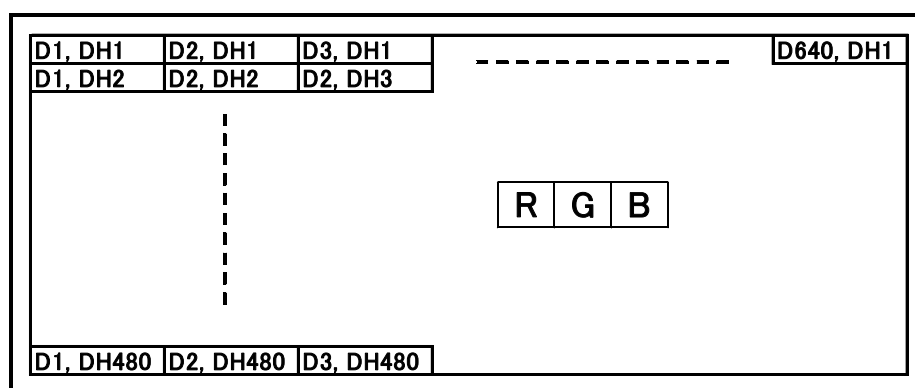 D1, DH1 D2, DH1 D3, DH1 D640, DH1
D1, DH2 D2, DH2 D2, DH3
R G B
D1, DH480 D2, DH480 D3, DH480